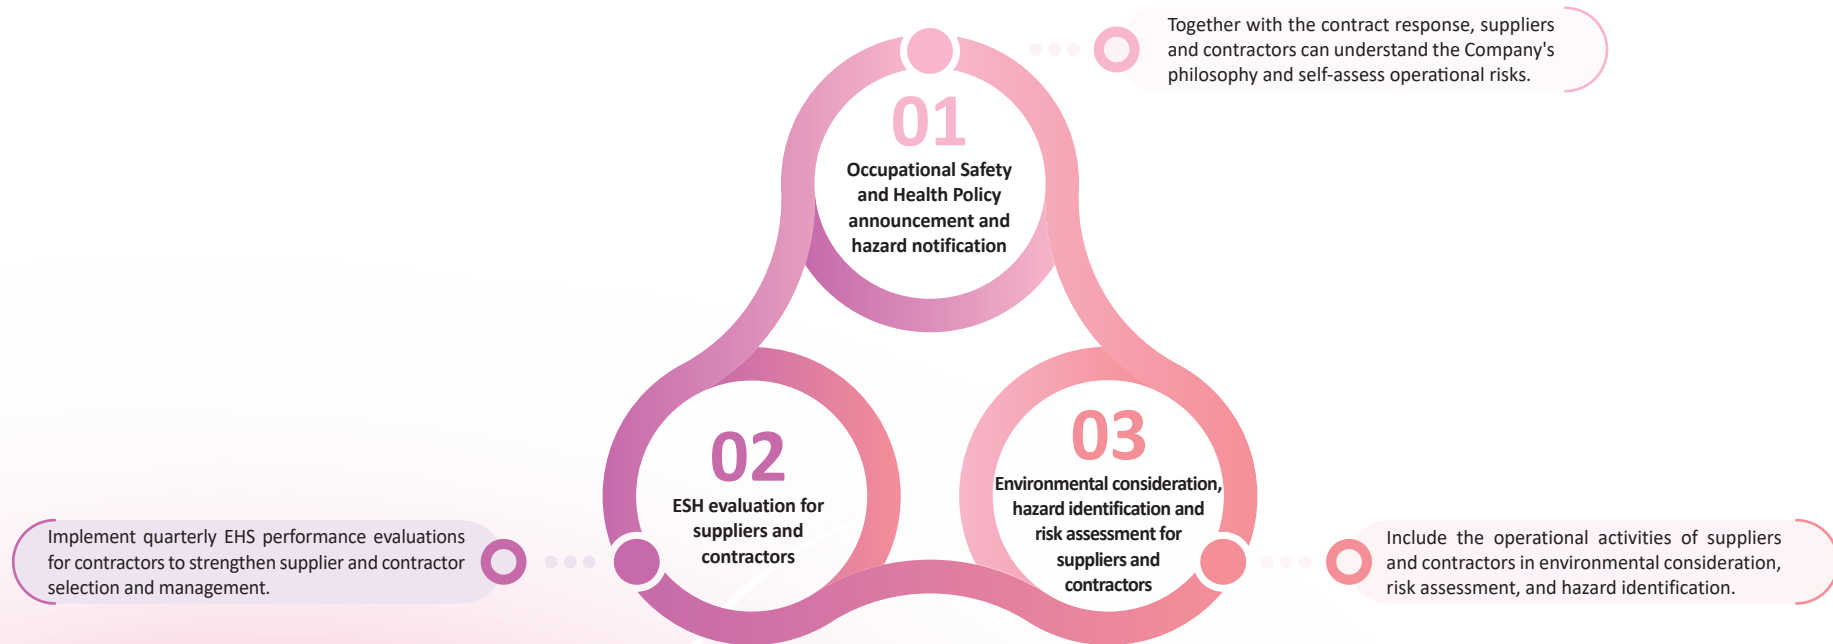 Together with the contract response, suppliers
and contractors can understand the Company's
philosophy and self-assess operational risks.
01
Occupational Safety
and Health Policy
announcement and
hazard notification
02
ESH evaluation for
suppliers and
contractors
Implement quarterly EHS performance evaluations
for contractors to strengthen supplier and contractor
selection and management.
03
Environmental consideration,
hazard identification and
risk assessment for
suppliers and
contractors
Include the operational activities of suppliers
and contractors in environmental consideration,
risk assessment, and hazard identification.